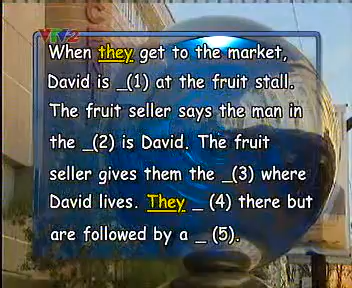 VTV2
When they get to the market,
David is _(1) at the fruit stall.
The fruit seller says the man in
the _(2) is David. The fruit
seller gives them the _(3) where
David lives. They _ (4) there but
are followed by a _ (5).